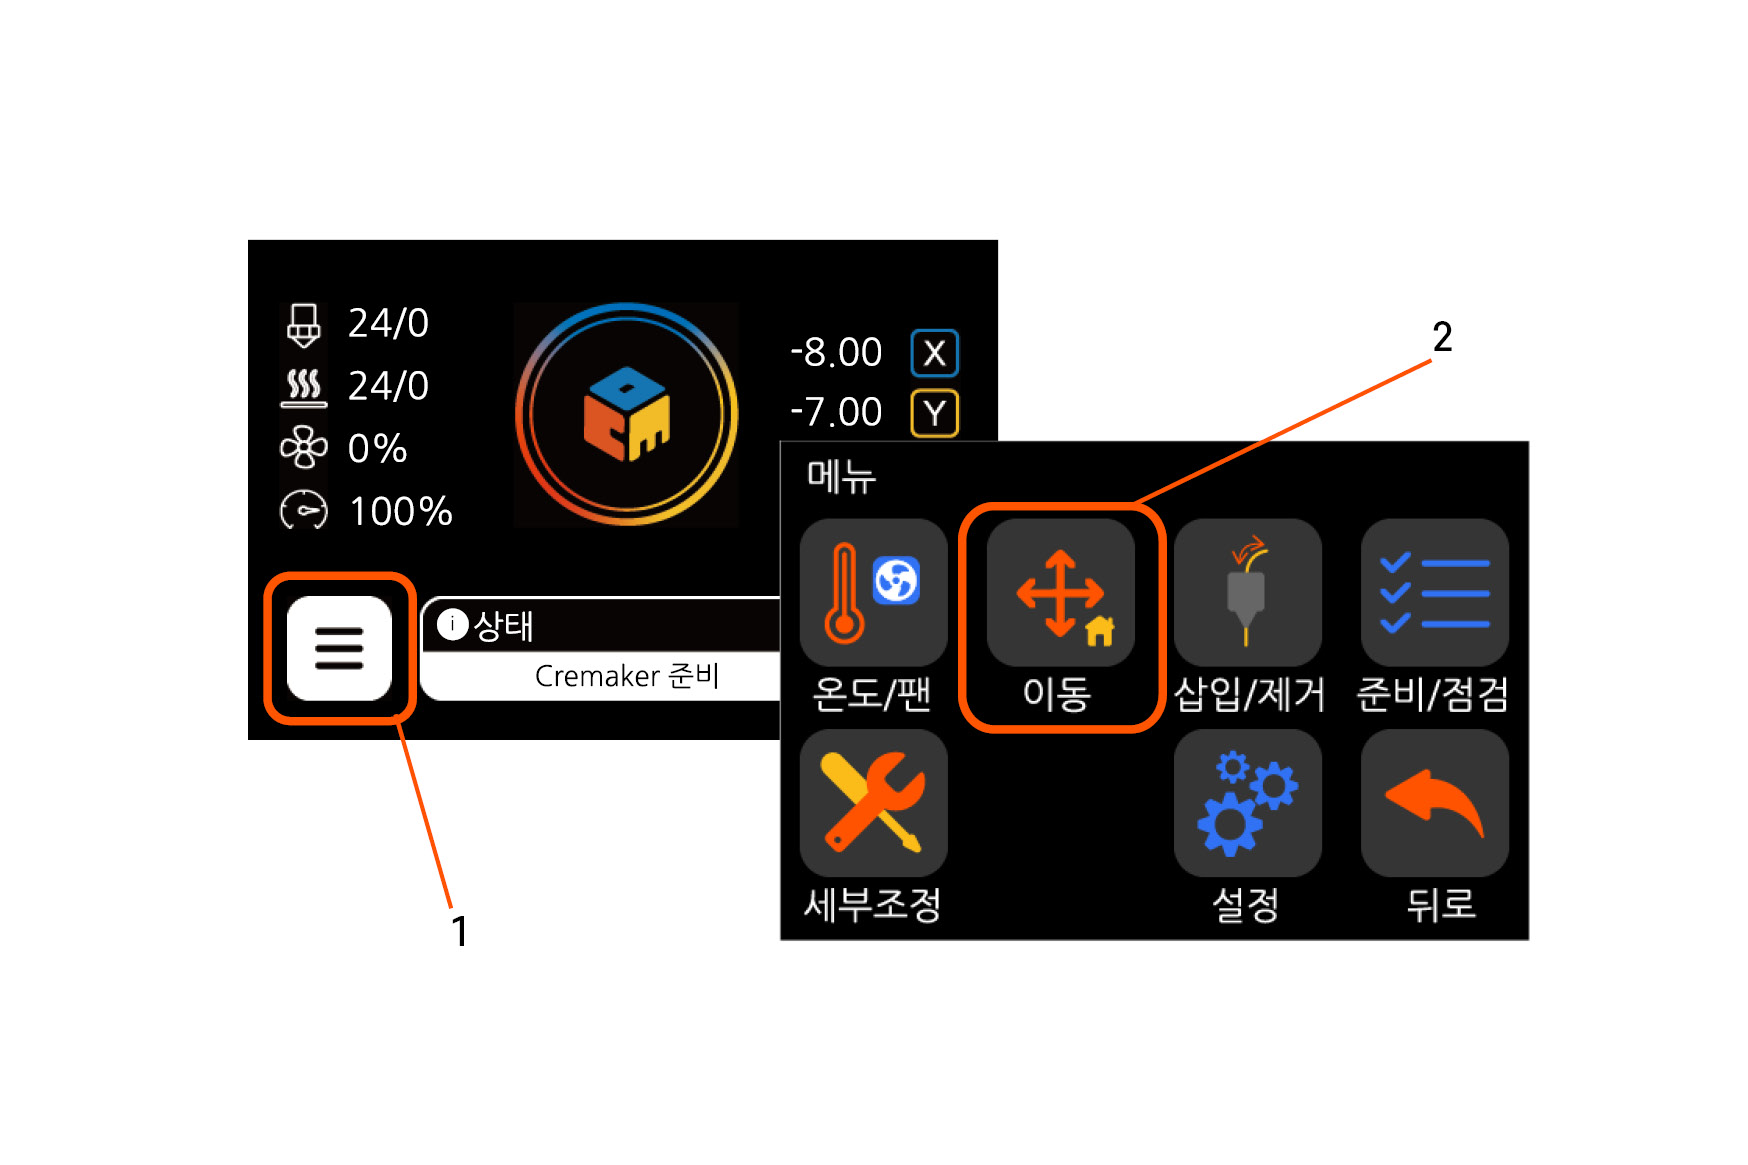 24/0
24/0
0%
100%
-8.00 X
-7.00 Y
i 상태
Cremaker 준비
1
2
메뉴
온도/팬
이동
삽입/제거
준비/점검
세부조정
설정
뒤로